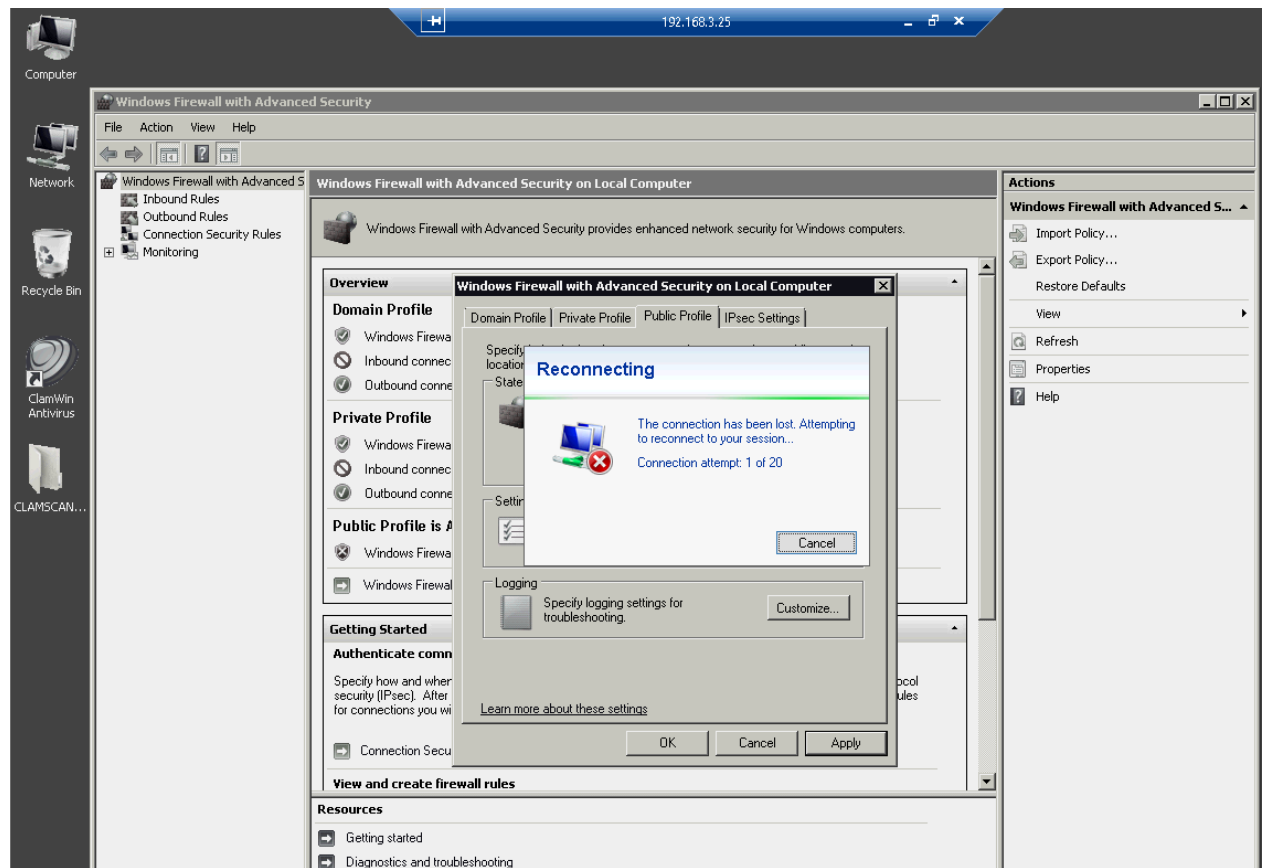 192.168.3.25
Computer
Network
Recycle Bin
ClamWin
Antivirus
CLAMSCAN...
Windows Firewall with Advanced Security
File Action View Help
Windows Firewall with Advanced S
Inbound Rules
Outbound Rules
Connection Security Rules
Monitoring
Windows Firewall with Advanced Security on Local Computer
Windows Firewall with Advanced Security provides enhanced network security for Windows computers.
Overview
Domain Profile
Windows Firewa
Inbound connec
Outbound conne
Private Profile
Windows Firewa
Inbound connec
Outbound conne
Public Profile is A
Windows Firewa
Windows Firewal
Getting Started
Authenticate comm
Specify how and wher
security (IPsec). After
for connections you wi
ocol
ules
Connection Secu
View and create firewall rules
Resources
Getting started
Diagnostics and troubleshooting
Windows Firewall with Advanced Security on Local Computer
Domain Profile Private Profile Public Profile IPsec Settings
Specify
location
State
Reconnecting
The connection has been lost. Attempting
to reconnect to your session...
Connection attempt: 1 of 20
Cancel
Settin
Logging
Specify logging settings for
troubleshooting.
Customize...
Learn more about these settings
OK Cancel Apply
Actions
Windows Firewall with Advanced S...
Import Policy...
Export Policy...
Restore Defaults
View
Refresh
Properties
Help